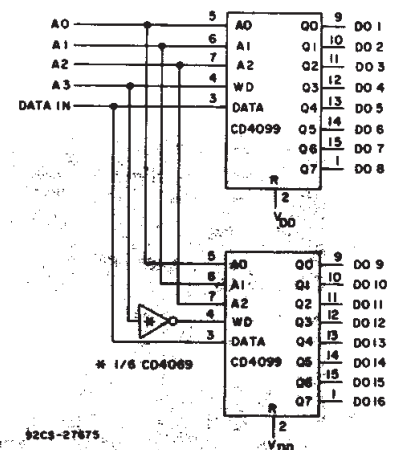 A0 5 A0 Q0 9 DO 1
A1 6 A1 Q1 10 DO 2
A2 7 A2 Q2 11 DO 3
A3 4 WD Q3 12 DO 4
DATA IN 3 DATA Q4 13 DO 5
CD4099 Q5 14 DO 6
Q6 15 DO 7
Q7 1 DO 8
R
2
VDD
5 A0 Q0 9 DO 9
6 A1 Q1 10 DO 10
7 A2 Q2 11 DO 11
* 4 WD Q3 12 DO 12
3 DATA Q4 13 DO 13
* 1/6 CD4069 CD4099 Q5 14 DO 14
Q6 15 DO 15
Q7 1 DO 16
R
2
VDD
92CS-27675